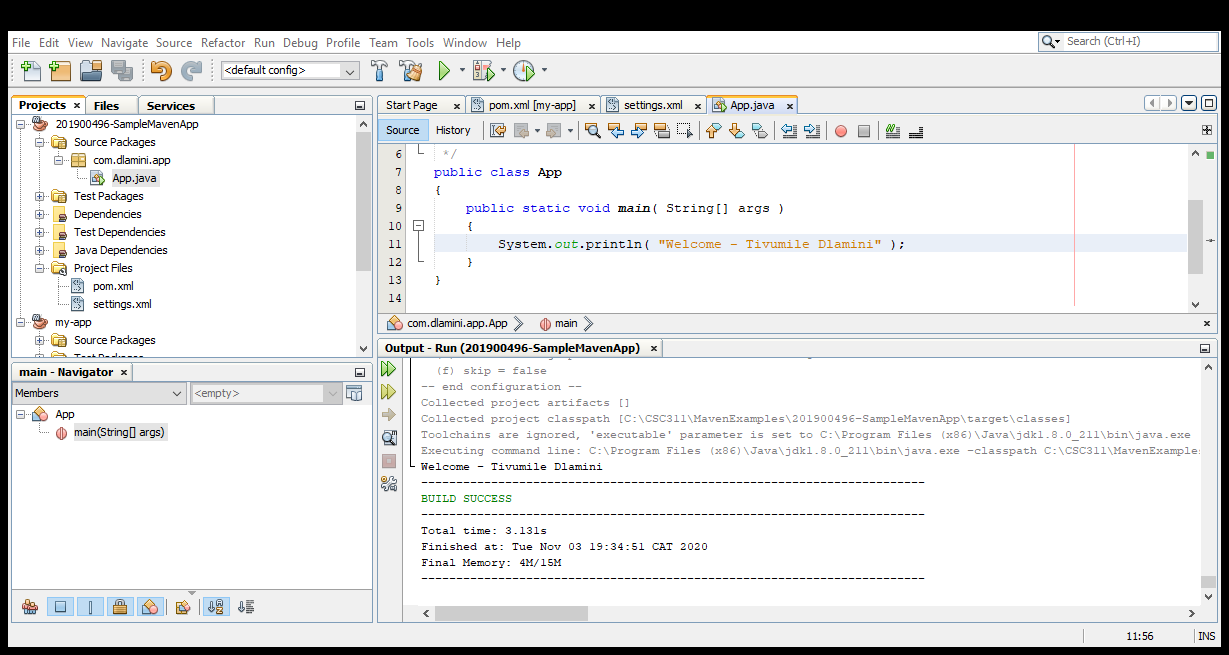 File Edit View Navigate Source Refactor Run Debug Profile Team Tools Window Help
Search (Ctrl+I)
<default config>
Projects Files Services
201900496-SampleMavenApp
Source Packages
com.dlamini.app
App.java
Test Packages
Dependencies
Test Dependencies
Java Dependencies
Project Files
pom.xml
settings.xml
my-app
Source Packages
Test Packages
main - Navigator
Members <empty>
App
main(String[] args)
Start Page pom.xml [my-app] settings.xml App.java
Source History
6 */
7 public class App
8 {
9 public static void main( String[] args )
10 {
11 System.out.println( "Welcome - Tivumile Dlamini" );
12 }
13 }
14
com.dlamini.app.App main
Output - Run (201900496-SampleMavenApp)
(f) skip = false
-- end configuration --
Collected project artifacts []
Collected project classpath [C:\CSC311\MavenExamples\201900496-SampleMavenApp\target\classes]
Toolchains are ignored, 'executable' parameter is set to C:\Program Files (x86)\Java\jdk1.8.0_211\bin\java.exe
Executing command line: C:\Program Files (x86)\Java\jdk1.8.0_211\bin\java.exe -classpath C:\CSC311\MavenExamples
Welcome - Tivumile Dlamini
------------------------------------------------------------------------
BUILD SUCCESS
------------------------------------------------------------------------
Total time: 3.131s
Finished at: Tue Nov 03 19:34:51 CAT 2020
Final Memory: 4M/15M
------------------------------------------------------------------------
11:56 INS